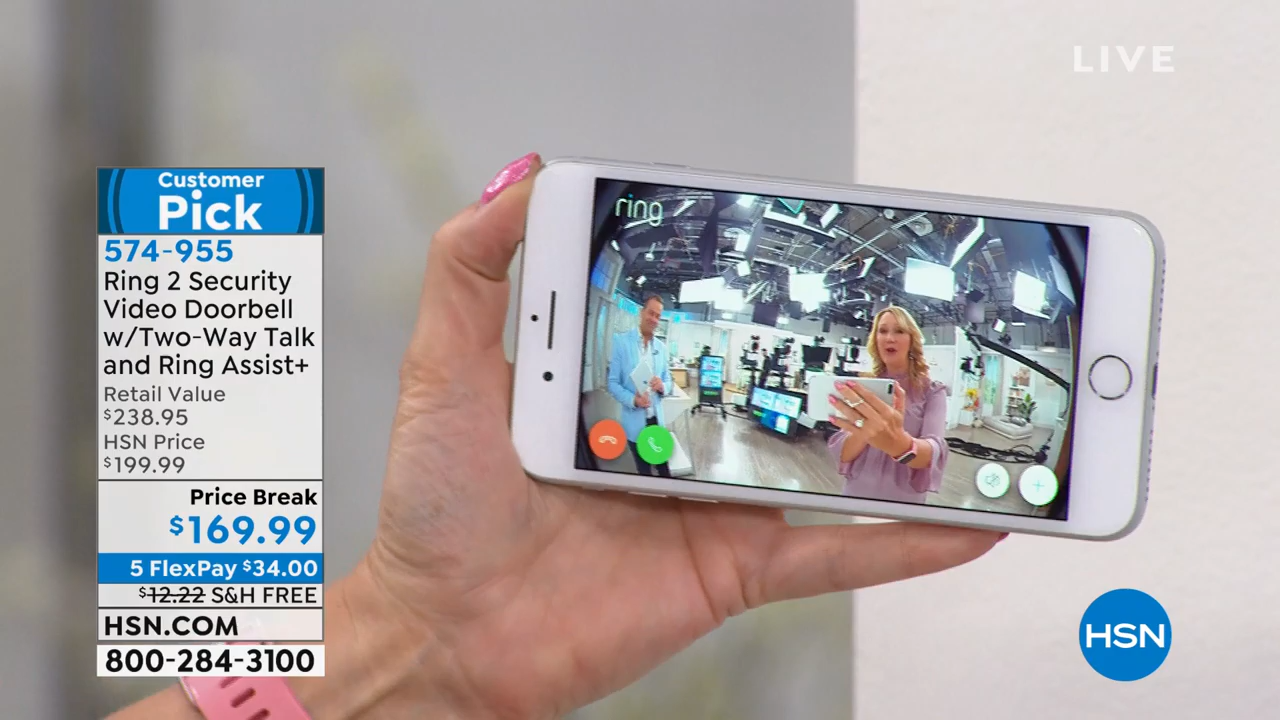 LIVE
Customer
Pick
574-955
Ring 2 Security
Video Doorbell
w/Two-Way Talk
and Ring Assist+
Retail Value
$238.95
HSN Price
$199.99
Price Break
$169.99
5 FlexPay $34.00
$12.22 S&H FREE
HSN.COM
800-284-3100
ring
HSN